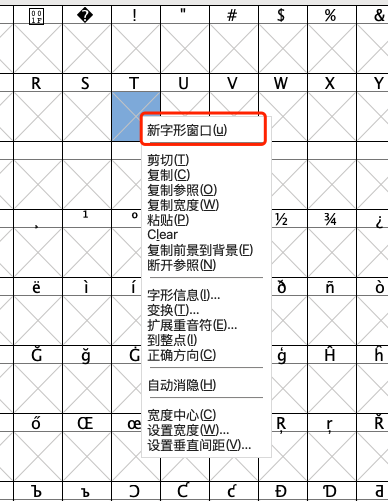 001F � ! " # $ % &
R S T U V W X Y
新字形窗口(u)
剪切(T)
复制(C)
复制参照(O)
复制宽度(W)
粘贴(P)
Clear
复制前景到背景(F)
断开参照(N)
字形信息(I)...
变换(T)...
扩展重音符(E)...
到整点(I)
正确方向(C)
自动消隐(H)
宽度中心(C)
设置宽度(W)...
设置垂直间距(V)...
¸ ¹ º ½ ¾ ¿
ë ì í ð ñ ò
Ğ ğ Ġ ģ Ĥ ĥ
ő Œ œ Ŗ ŗ Ř
Ъ ъ Ɔ Ƈ ƈ Đ Ɗ